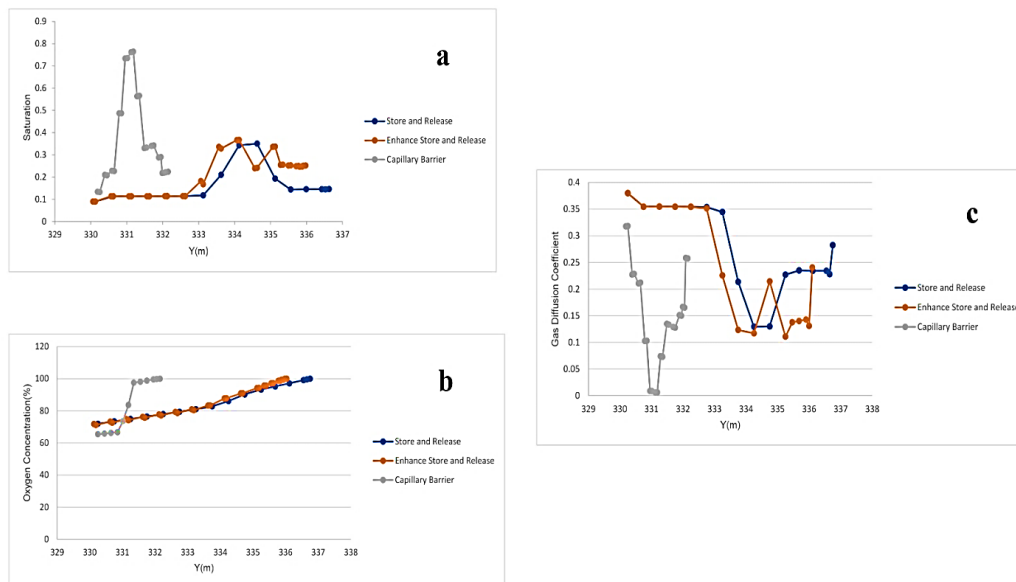 a
0.9
0.8
0.7
0.6
0.5
0.4
0.3
0.2
0.1
0
329 330 331 332 333 334 335 336 337
Saturation
Y(m)
Store and Release
Enhance Store and Release
Capillary Barrier
b
120
100
80
60
40
20
0
329 330 331 332 333 334 335 336 337 338
Oxygen Concentration(%)
Y(m)
Store and Release
Enhance Store and Release
Capillary Barrier
c
0.4
0.35
0.3
0.25
0.2
0.15
0.1
0.05
0
329 330 331 332 333 334 335 336 337 338
Gas Diffusion Coefficient
Y(m)
Store and Release
Enhance Store and Release
Capillary Barrier